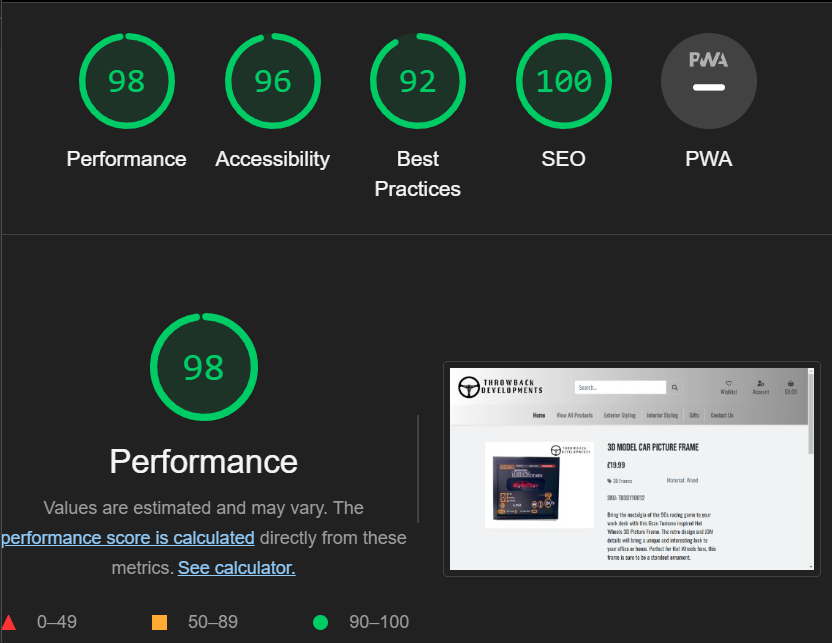 98
96
92
100
PWA
Performance
Accessibility
Best
Practices
SEO
PWA
98
Performance
Values are estimated and may vary. The
performance score is calculated directly from these
metrics. See calculator.
0–49
50–89
90–100
THROWBACK
DEVELOPMENTS
Search...
Wishlist
Account
Home
View All Products
Exterior Styling
Interior Styling
Gifts
Contact Us
THROWBACK
DEVELOPMENTS
3D MODEL CAR PICTURE FRAME
£19.99
3D Frames
Material: Wood
Bring the nostalgia of the 90s racing game to your
work desk with this Gran Turismo inspired Hot
Wheels 3D Picture Frame. The retro design and JDM
details will bring a unique and interesting look to
your office or home. Perfect for Hot Wheels fans, this
frame is sure to be a standout ornament.